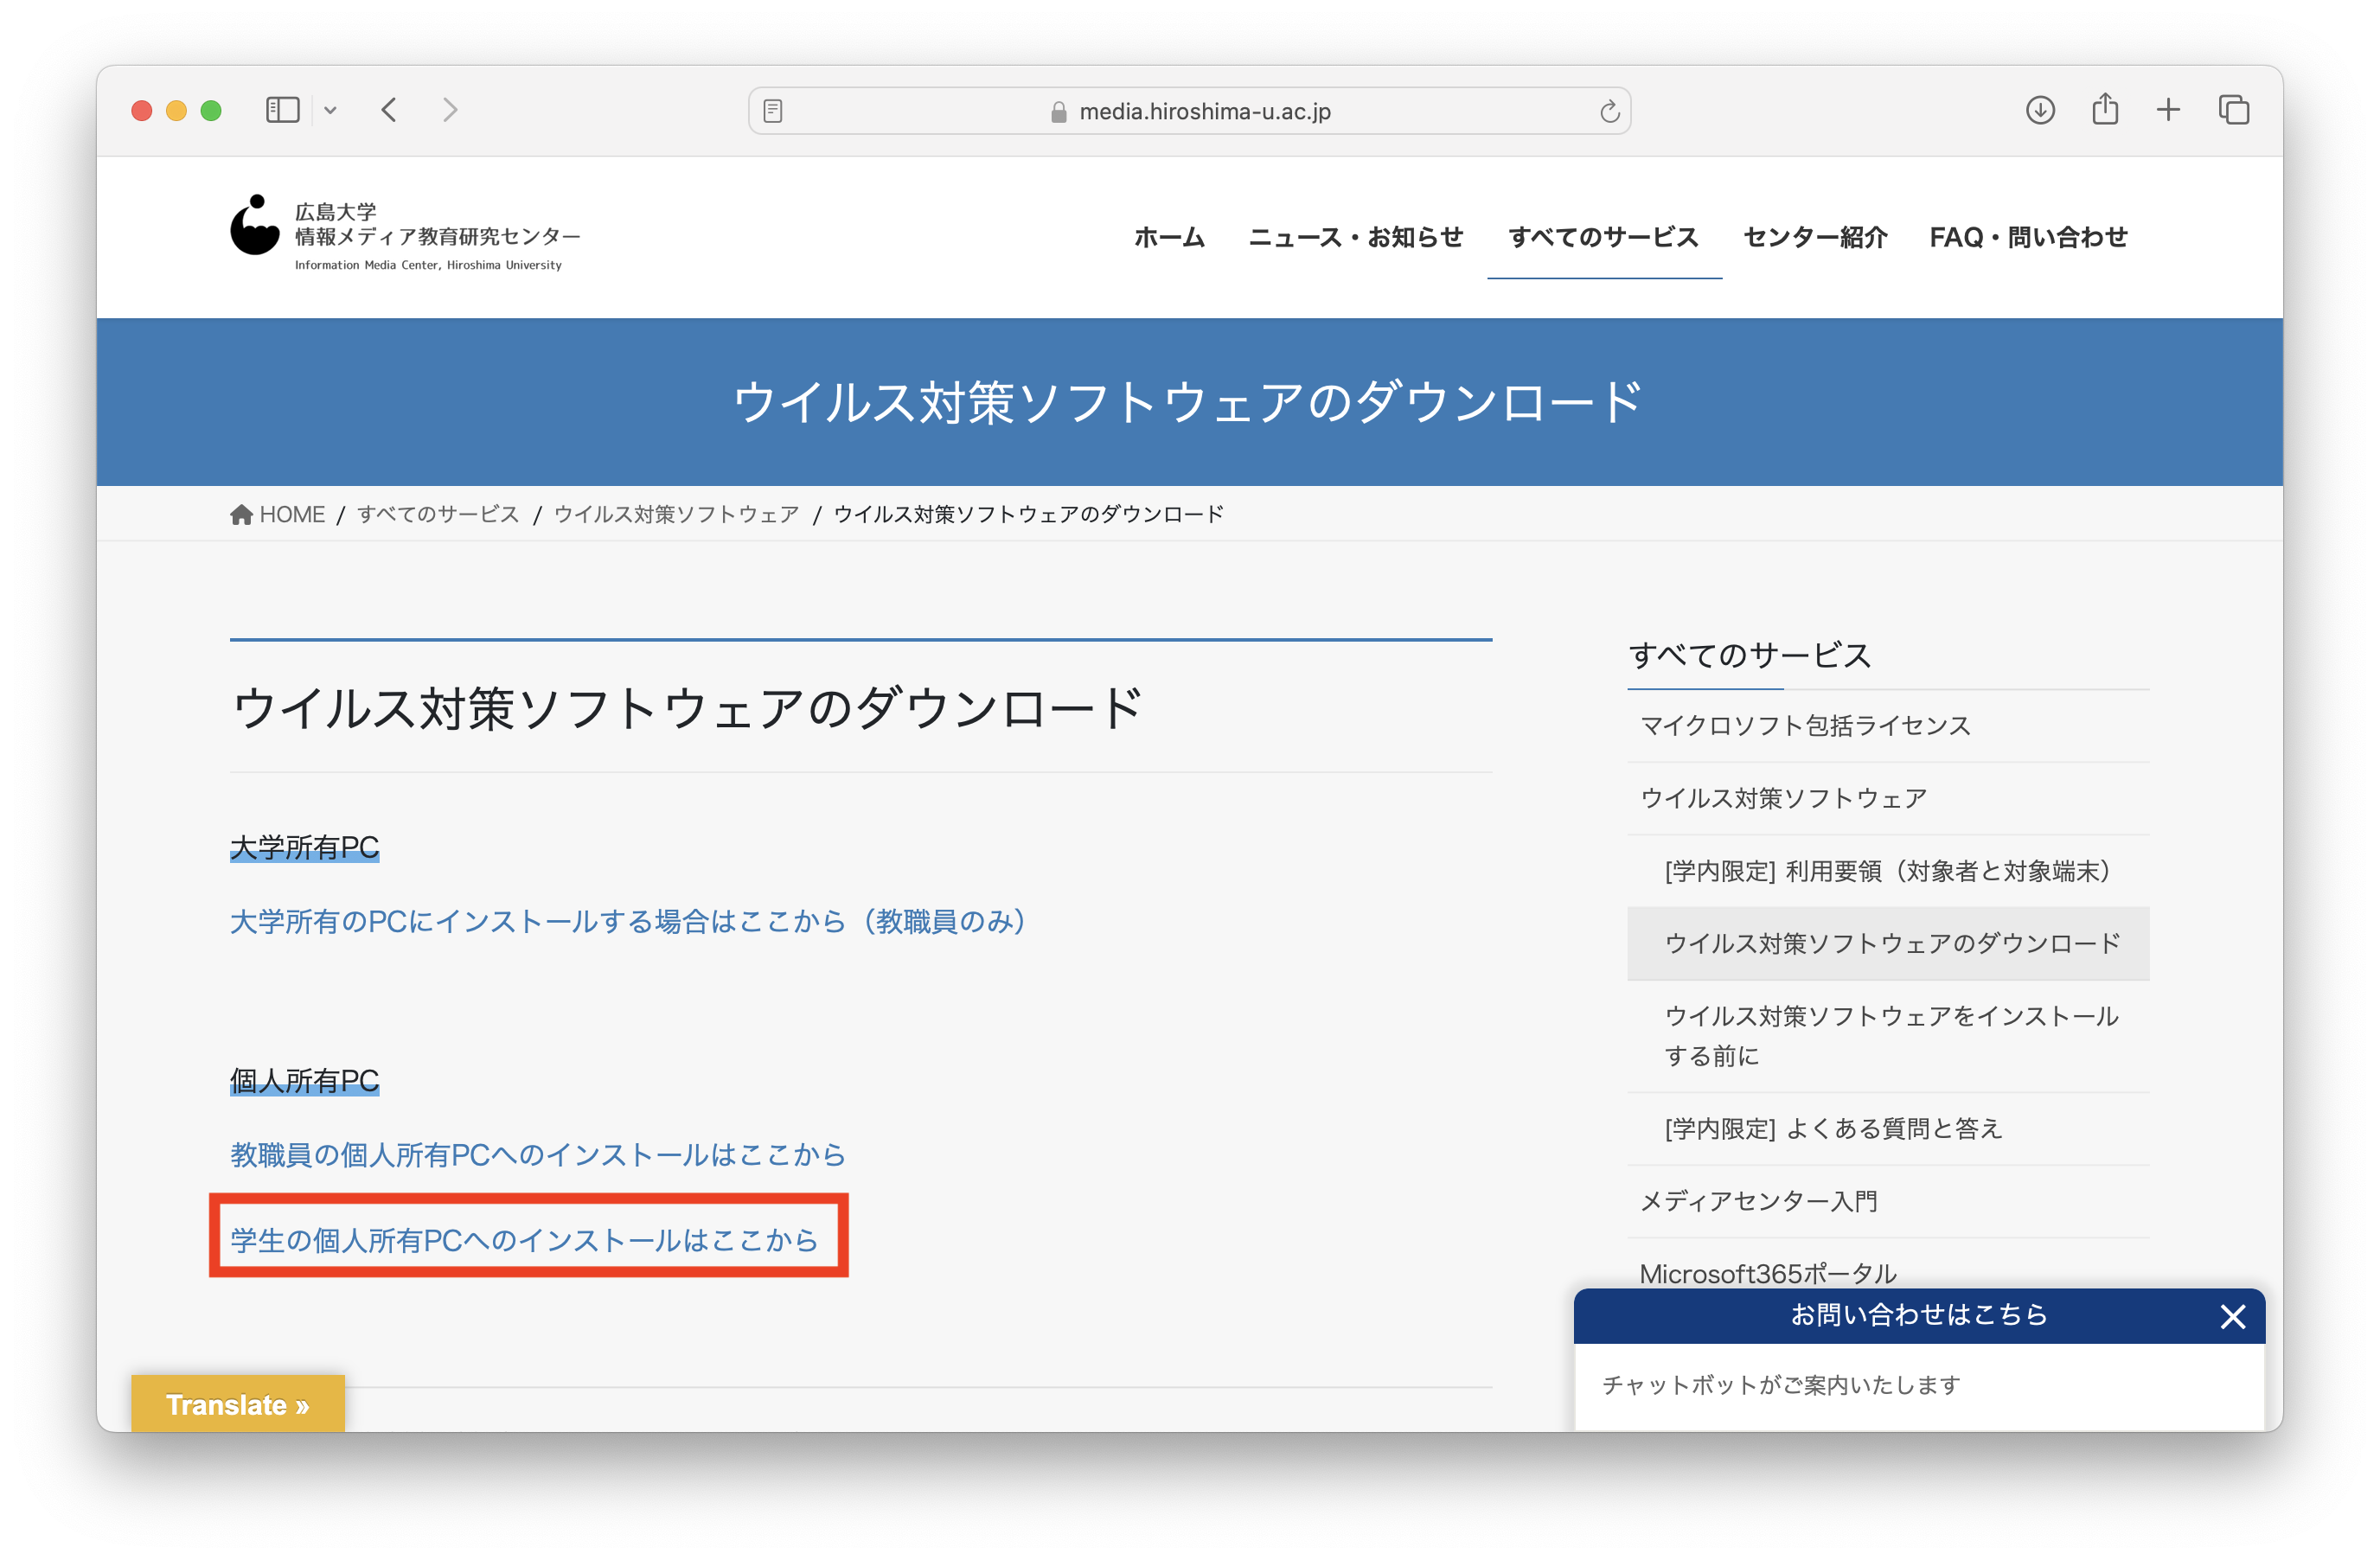 media.hiroshima-u.ac.jp
広島大学
情報メディア教育研究センター
Information Media Center, Hiroshima University
ホーム ニュース・お知らせ すべてのサービス センター紹介 FAQ・問い合わせ
ウイルス対策ソフトウェアのダウンロード
HOME / すべてのサービス / ウイルス対策ソフトウェア / ウイルス対策ソフトウェアのダウンロード
ウイルス対策ソフトウェアのダウンロード
大学所有PC
大学所有のPCにインストールする場合はここから（教職員のみ）
個人所有PC
教職員の個人所有PCへのインストールはここから
学生の個人所有PCへのインストールはここから
すべてのサービス
マイクロソフト包括ライセンス
ウイルス対策ソフトウェア
[学内限定] 利用要領（対象者と対象端末）
ウイルス対策ソフトウェアのダウンロード
ウイルス対策ソフトウェアをインストール
する前に
[学内限定] よくある質問と答え
メディアセンター入門
Microsoft365ポータル
お問い合わせはこちら
チャットボットがご案内いたします
Translate »